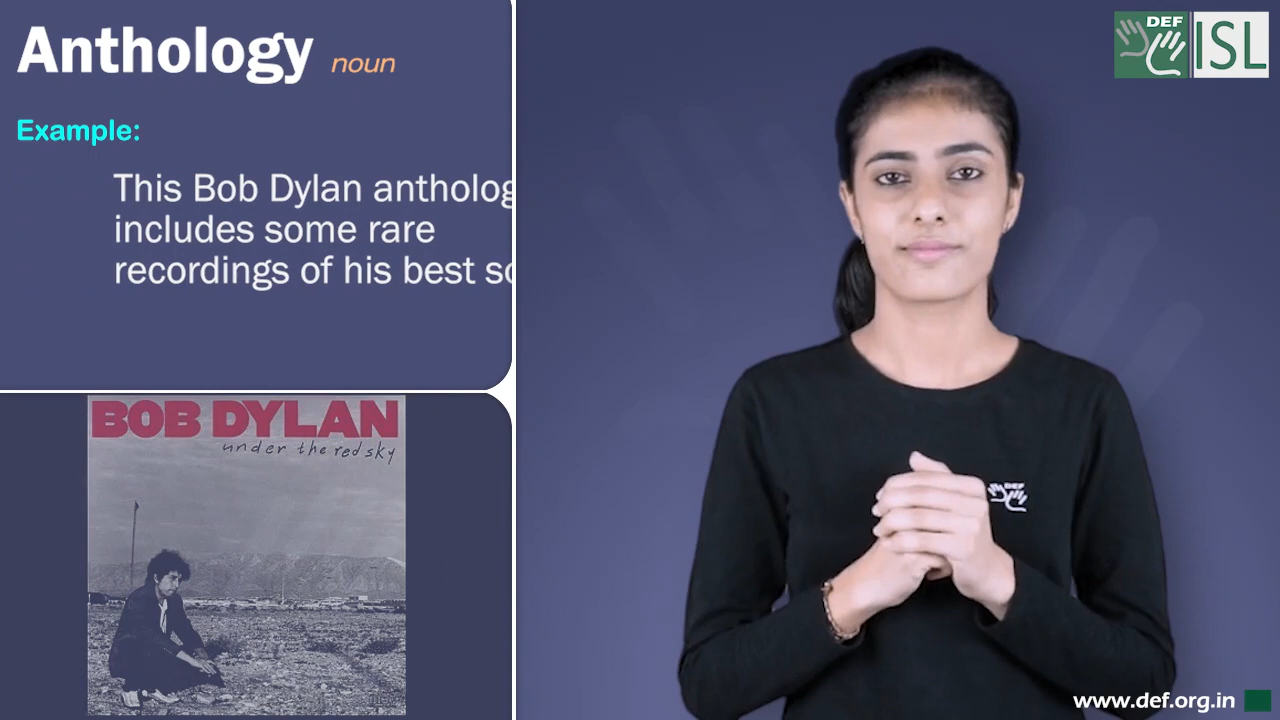 Anthology noun
Example:
This Bob Dylan antholog
includes some rare
recordings of his best so
BOB DYLAN
under the red sky
DEF
ISL
DEF
www.def.org.in